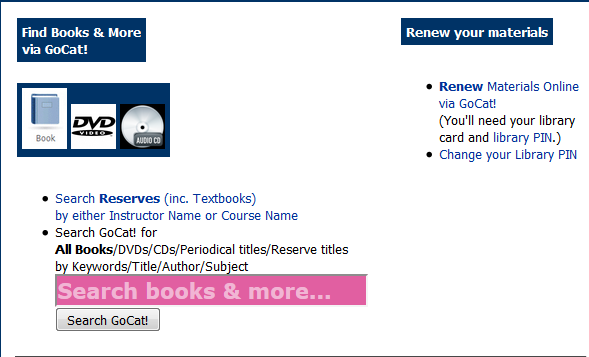 Find Books & More
via GoCat!
Book
DVD
VIDEO
AUDIO CD
Search Reserves (inc. Textbooks)
by either Instructor Name or Course Name
Search GoCat! for
All Books/DVDs/CDs/Periodical titles/Reserve titles
by Keywords/Title/Author/Subject
Search books & more...
Search GoCat!
Renew your materials
Renew Materials Online
via GoCat!
(You'll need your library
card and library PIN.)
Change your Library PIN